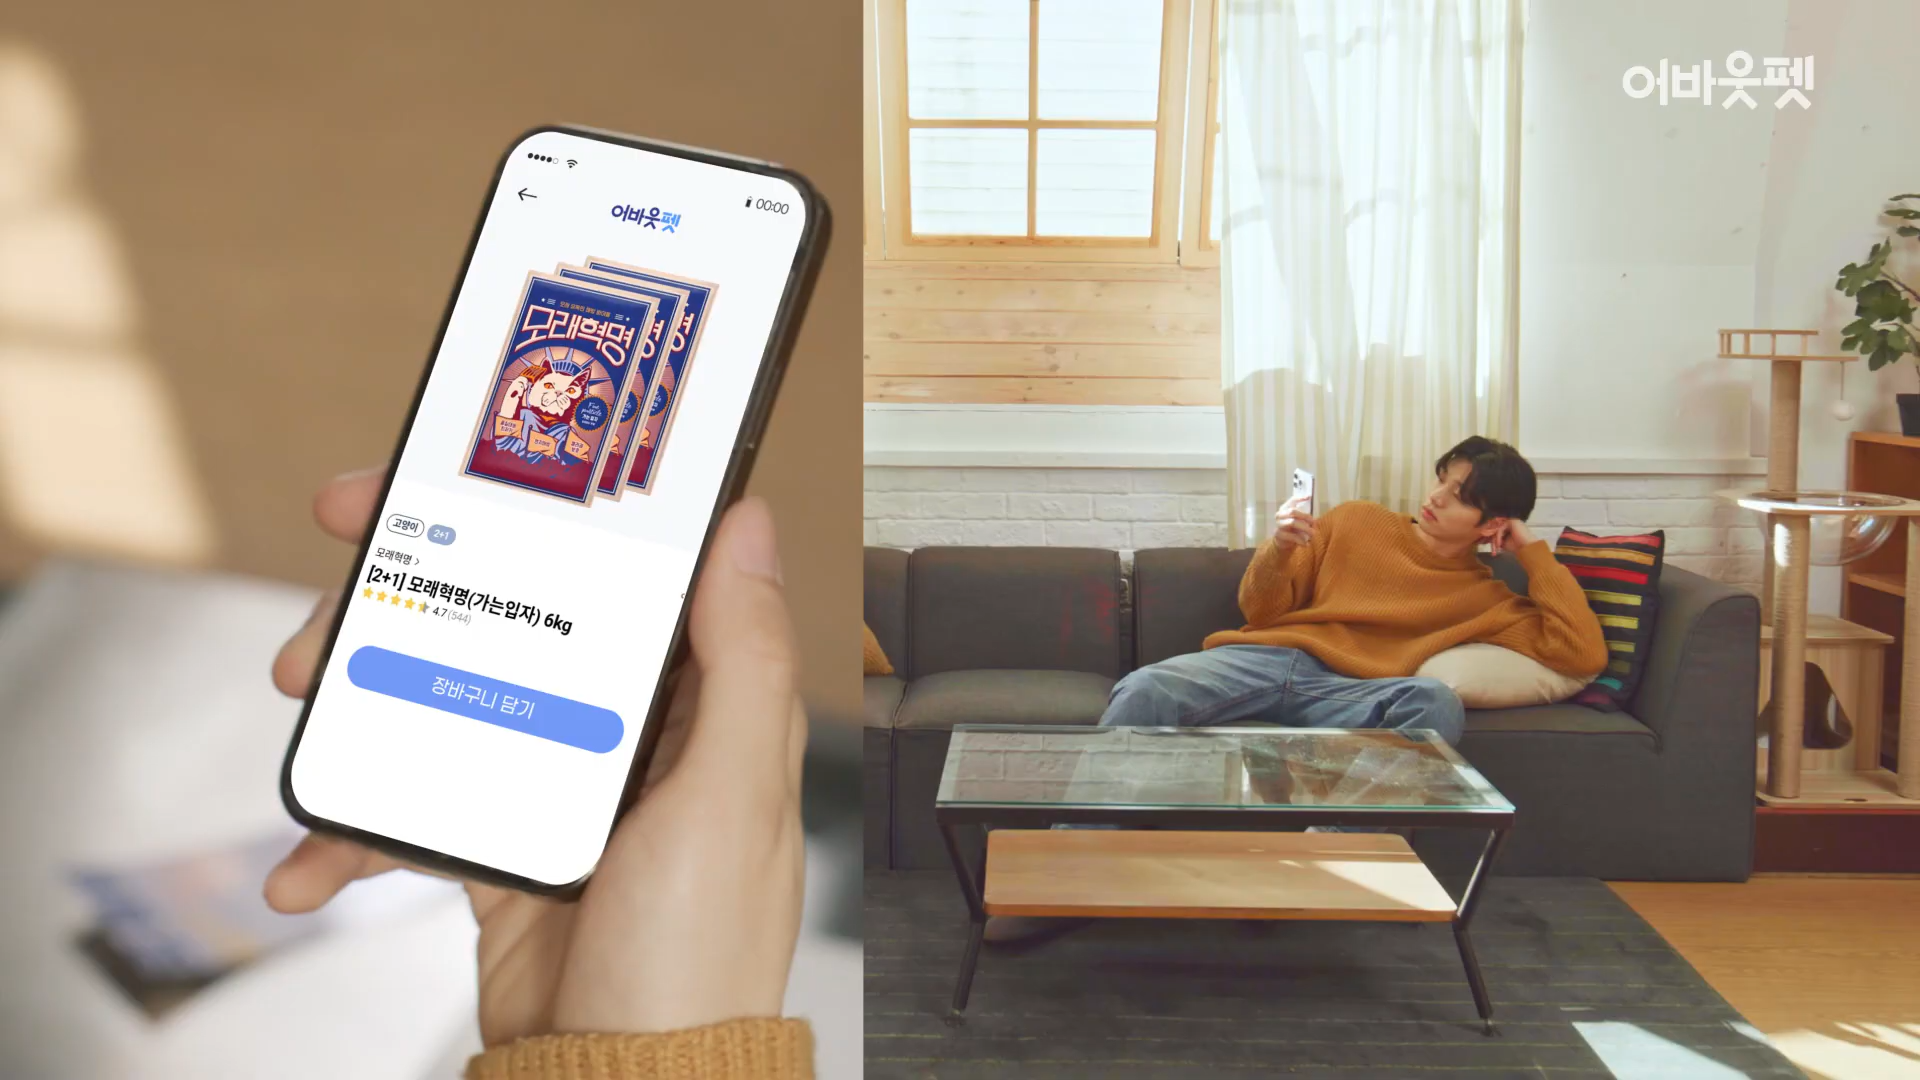 00:00
어바웃펫
모래혁명
고양이 2+1
모래혁명 >
[2+1] 모래혁명(가는입자) 6kg
4.7 (544)
장바구니 담기
어바웃펫